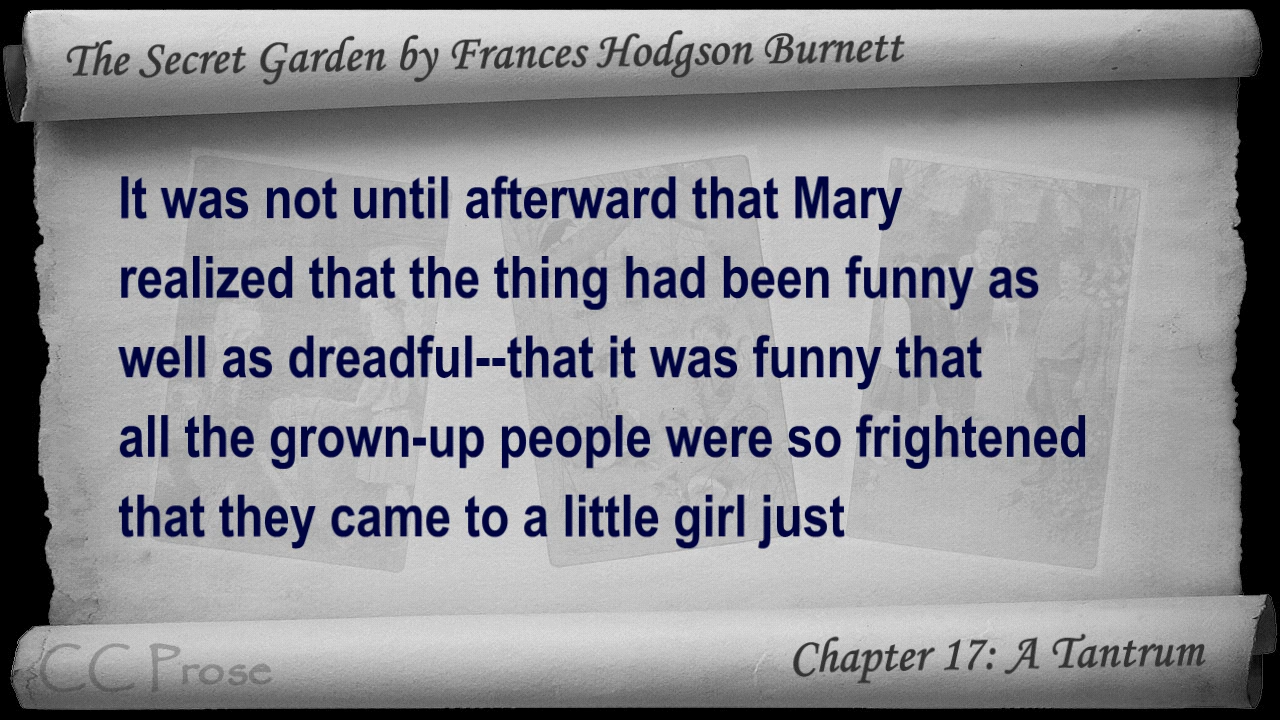 The Secret Garden by Frances Hodgson Burnett
It was not until afterward that Mary
realized that the thing had been funny as
well as dreadful--that it was funny that
all the grown-up people were so frightened
that they came to a little girl just
CC Prose
Chapter 17: A Tantrum